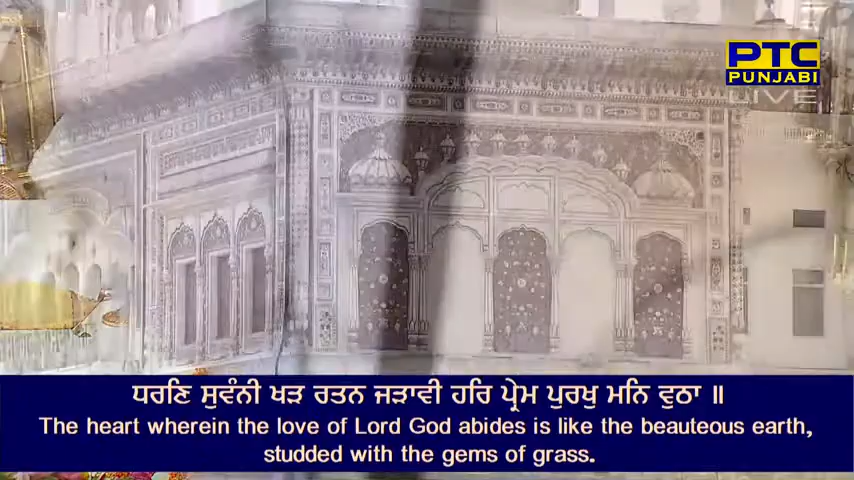 PTC
PUNJABI
LIVE
ਧਰਣਿ ਸੁਵੰਨੀ ਖੜ ਰਤਨ ਜੜਾਵੀ ਹਰਿ ਪ੍ਰੇਮ ਪੁਰਖੁ ਮਨਿ ਵੁਠਾ ॥
The heart wherein the love of Lord God abides is like the beauteous earth,
studded with the gems of grass.